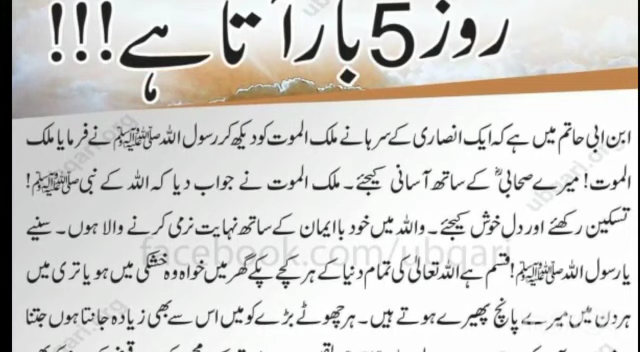 روز 5 بار آتا ہے!!!
ابن ابی حاتم میں ہے کہ ایک انصاری کے سرہانے ملک الموت کو دیکھ کر رسول اللہ ﷺ نے فرمایا ملک
الموت! میرے صحابیؓ کے ساتھ آسانی کیجئے۔ ملک الموت نے جواب دیا کہ اللہ کے نبی ﷺ!
تسکین رکھئے اور دل خوش کیجئے۔ واللہ میں خود با ایمان کے ساتھ نہایت نرمی کرنے والا ہوں۔ سنیے
یا رسول اللہ ﷺ! قسم ہے اللہ تعالیٰ کی تمام دنیا کے ہر کچے پکے گھر میں خواہ وہ خشکی میں ہو یا تری میں
ہر دن میں میرے پانچ پھیرے ہوتے ہیں۔ ہر چھوٹے بڑے کو میں اس سے بھی زیادہ جانتا ہوں جتنا
facebook.com/ubqari
ubqari.org